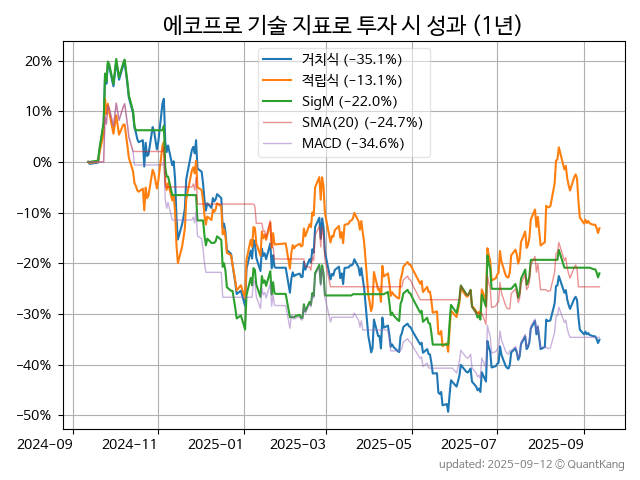 에코프로 기술 지표로 투자 시 성과 (1년)
거치식 (−35.1%)
적립식 (−13.1%)
SigM (−22.0%)
SMA(20) (−24.7%)
MACD (−34.6%)
20%
10%
0%
−10%
−20%
−30%
−40%
−50%
2024-09 2024-11 2025-01 2025-03 2025-05 2025-07 2025-09
updated: 2025-09-12 © QuantKang